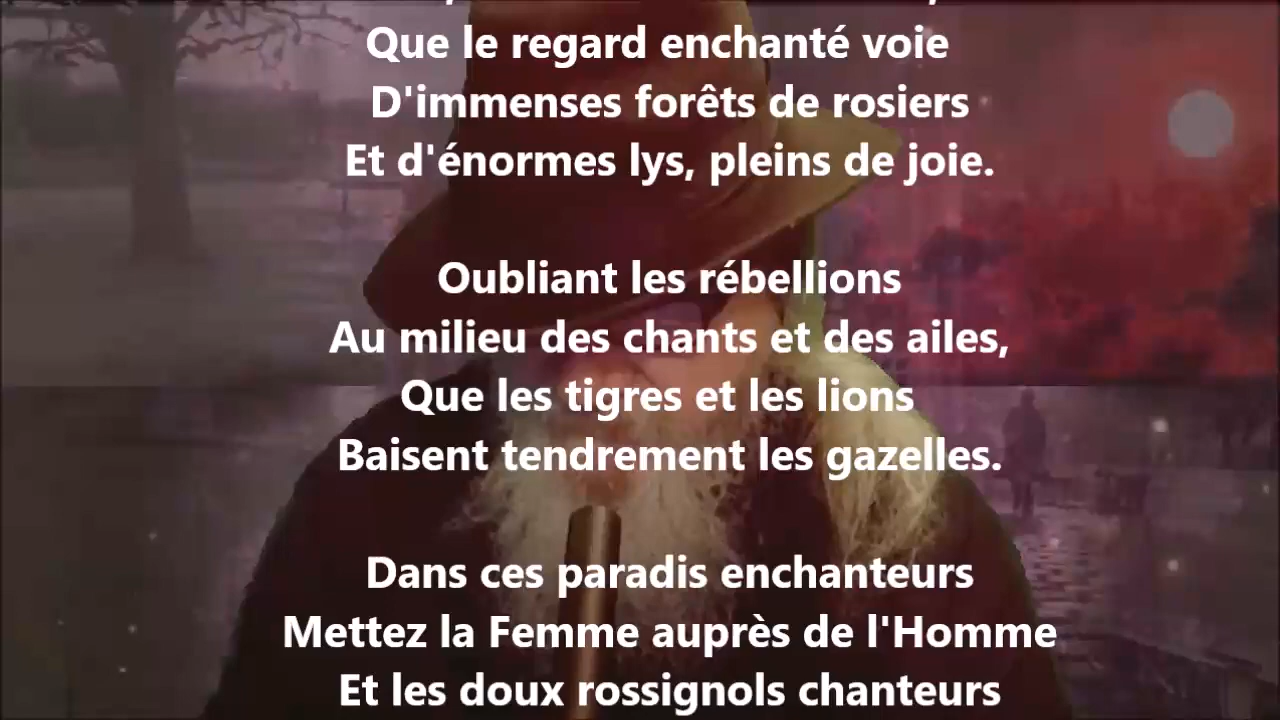 Que le regard enchanté voie
D'immenses forêts de rosiers
Et d'énormes lys, pleins de joie.
Oubliant les rébellions
Au milieu des chants et des ailes,
Que les tigres et les lions
Baisent tendrement les gazelles.
Dans ces paradis enchanteurs
Mettez la Femme auprès de l'Homme
Et les doux rossignols chanteurs